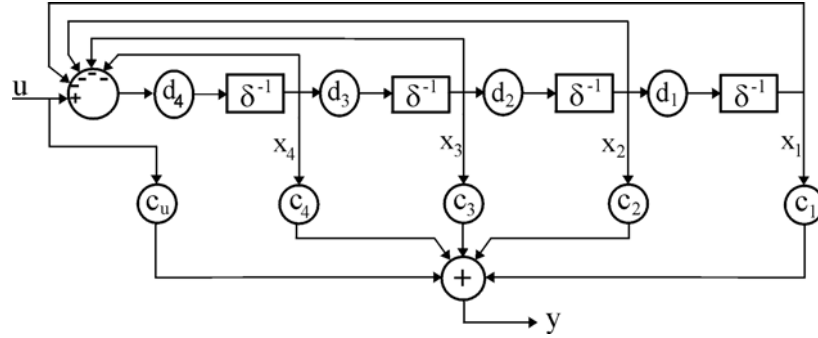 u
+ - - - -
d₄ δ⁻¹ d₃ δ⁻¹ d₂ δ⁻¹ d₁ δ⁻¹
x₄ x₃ x₂ x₁
cᵤ c₄ c₃ c₂ c₁
+
y